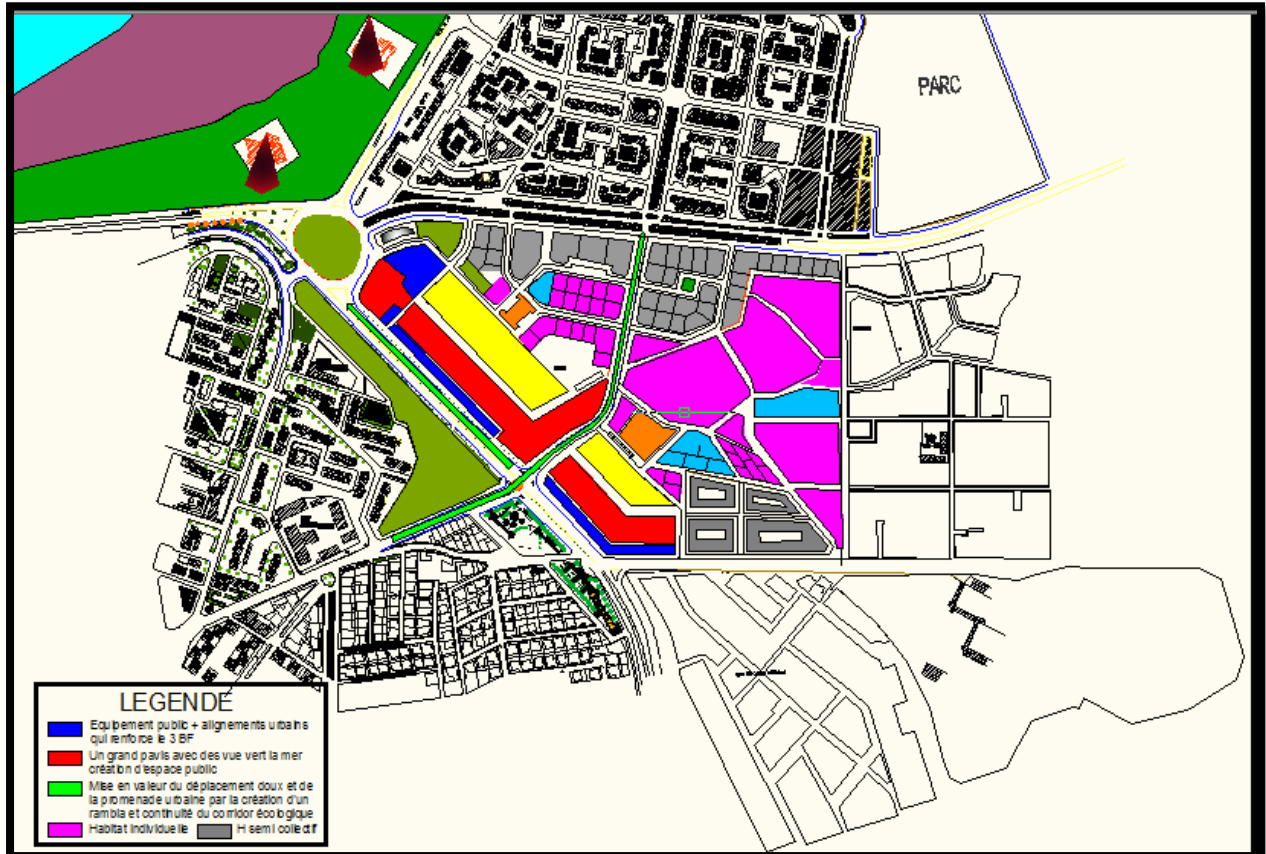 PARC
LEGENDE
Equipement public + alignements urbains
qui renforce le 3 BF
Un grand pavis avec des vue vert la mer
création d'espace public
Mise en valeur du déplacement doux et de
la promenade urbaine par la création d'un
rambla et continuité du corridor écologique
Habitat individuelle
H semi collectif